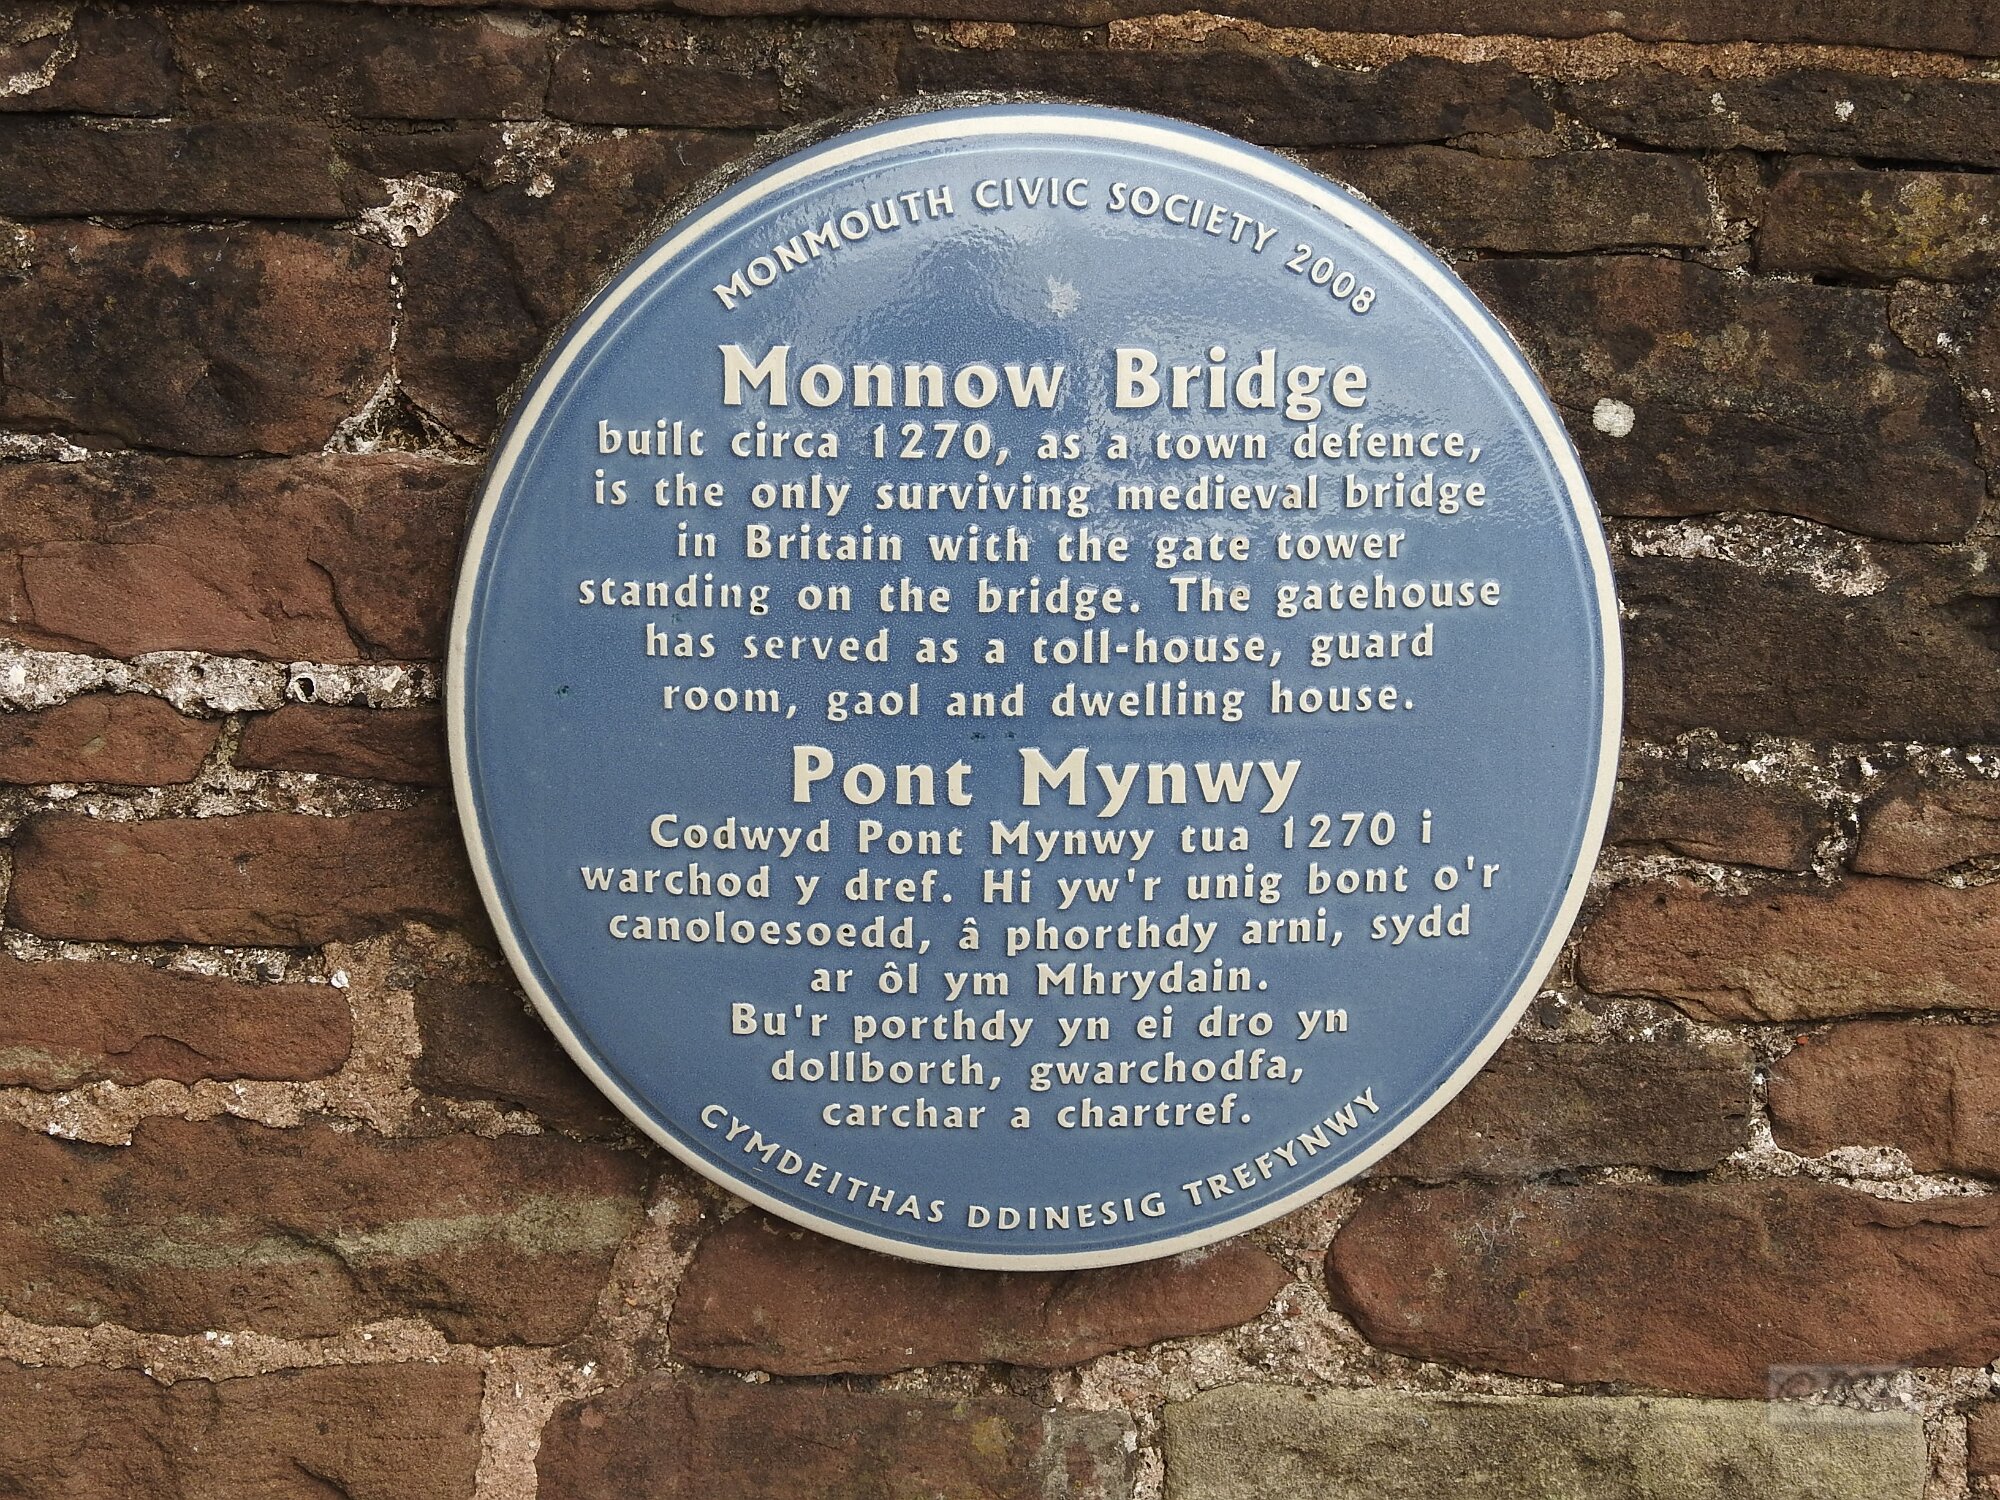 MONMOUTH CIVIC SOCIETY 2008
Monnow Bridge
built circa 1270, as a town defence,
is the only surviving medieval bridge
in Britain with the gate tower
standing on the bridge. The gatehouse
has served as a toll-house, guard
room, gaol and dwelling house.
Pont Mynwy
Codwyd Pont Mynwy tua 1270 i
warchod y dref. Hi yw'r unig bont o'r
canoloesoedd, â phorthdy arni, sydd
ar ôl ym Mhrydain.
Bu'r porthdy yn ei dro yn
dollborth, gwarchodfa,
carchar a chartref.
CYMDEITHAS DDINESIG TREFYNWY